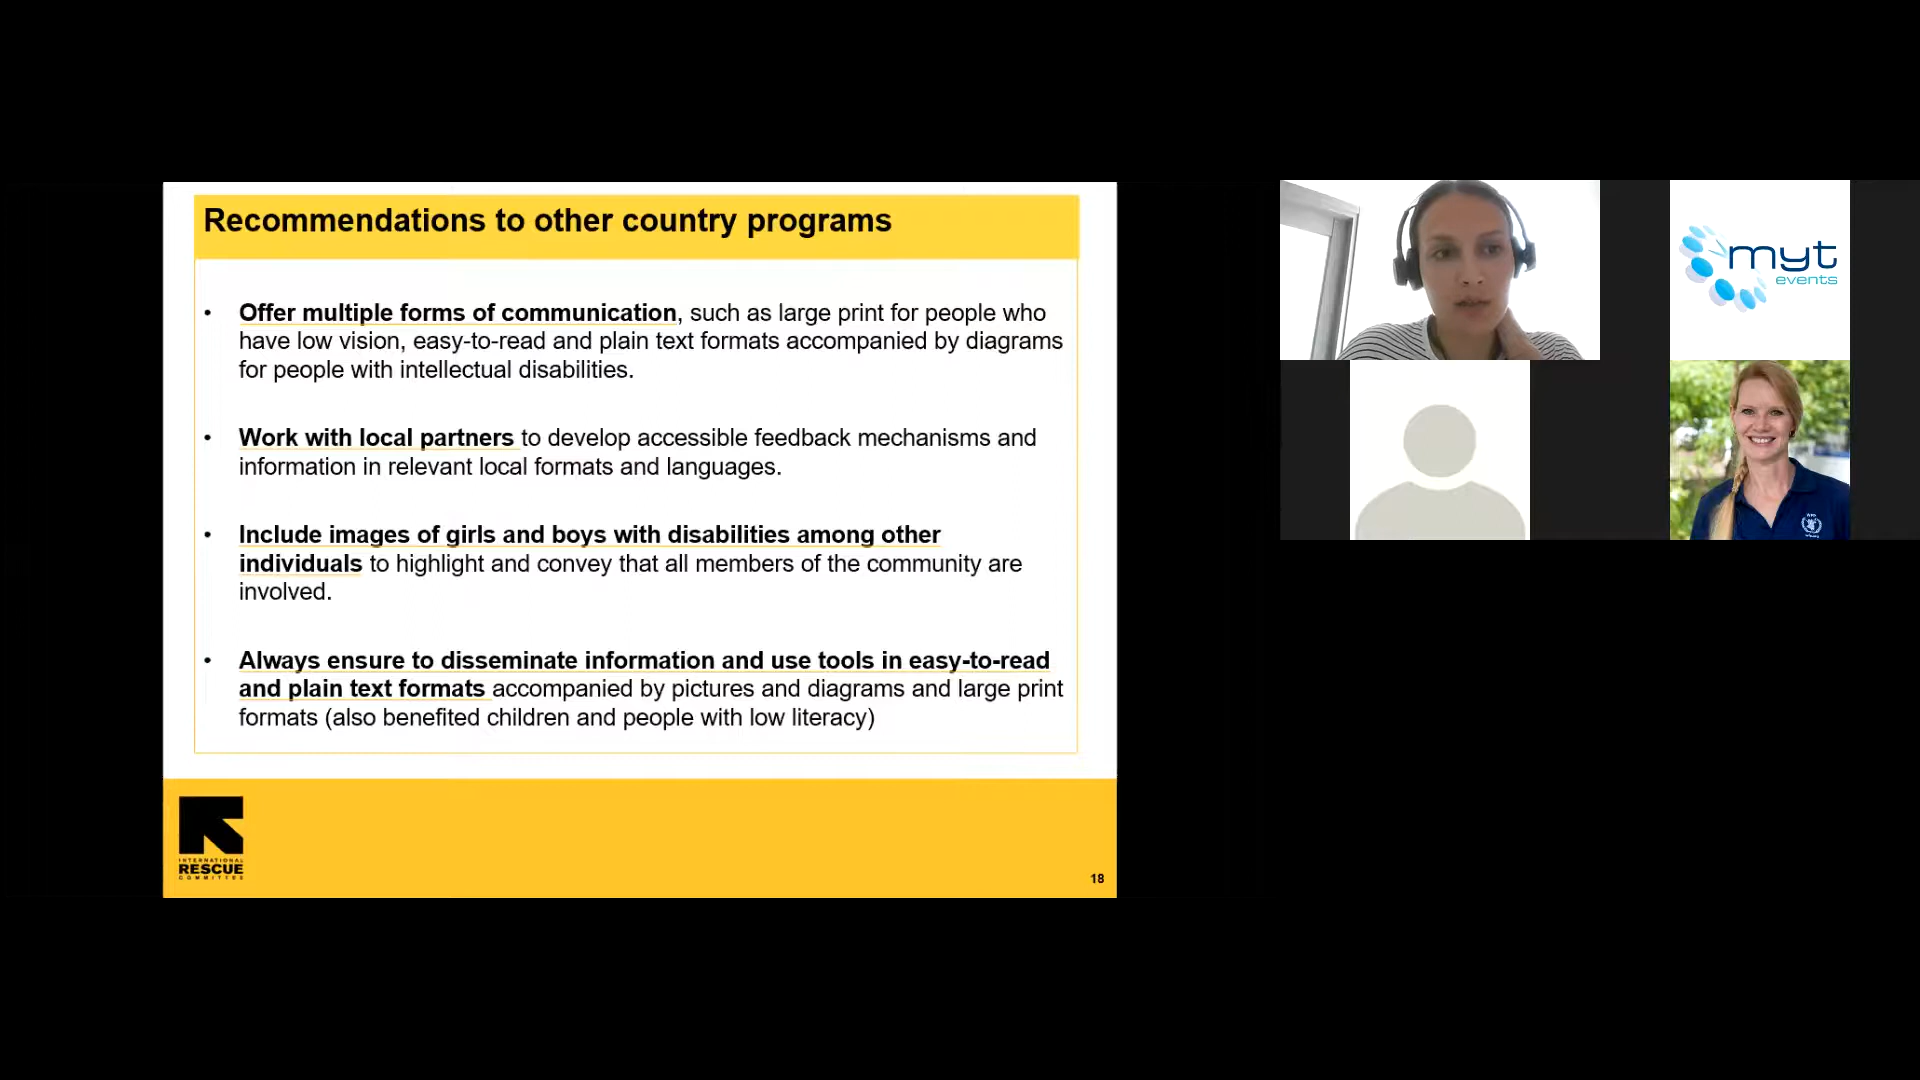 Recommendations to other country programs
• Offer multiple forms of communication, such as large print for people who
have low vision, easy-to-read and plain text formats accompanied by diagrams
for people with intellectual disabilities.
• Work with local partners to develop accessible feedback mechanisms and
information in relevant local formats and languages.
• Include images of girls and boys with disabilities among other
individuals to highlight and convey that all members of the community are
involved.
• Always ensure to disseminate information and use tools in easy-to-read
and plain text formats accompanied by pictures and diagrams and large print
formats (also benefited children and people with low literacy)
INTERNATIONAL
RESCUE
COMMITTEE
18
myt
events